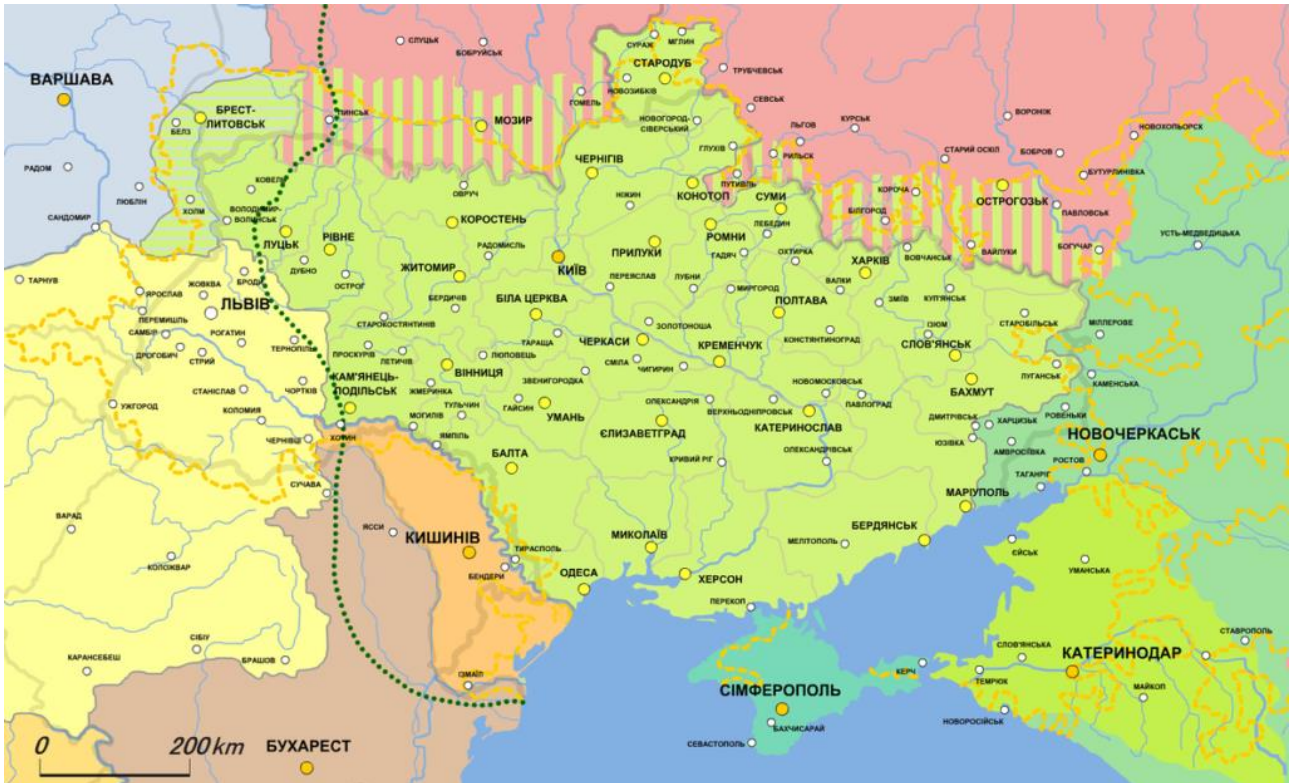 СЛУЦЬК
БОБРУЙСЬК
СУРАЖ
МГЛИН
СТАРОДУБ
ТРУБЧЕВСЬК
НОВОЗИБКІВ
ВАРШАВА
БРЕСТ-
ЛИТОВСЬК
БЕЛЗ
ПИНСЬК
МОЗИР
ГОМЕЛЬ
НОВОГОРОД-
СІВЕРСЬКИЙ
СЕВСЬК
ЛЬГОВ
КУРСЬК
ВОРОНІЖ
НОВОХОПЬОРСК
РАДОМ
ЛЮБЛІН
ХОЛМ
КОВЕЛЬ
ОВРУЧ
ЧЕРНІГІВ
ГЛУХІВ
РИЛЬСК
СТАРИЙ ОСКІЛ
БОБРОВ
БУТУРЛИНІВКА
САНДОМИР
ВОЛОДИМИР-
ВОЛИНСЬК
ЛУЦЬК
РІВНЕ
КОРОСТЕНЬ
НІЖИН
КОНОТОП
ПУТИВЛЬ
СУМИ
КОРОЧА
БІЛГОРОД
ОСТРОГОЗЬК
ПАВЛОВСЬК
УСТЬ-МЕДВЕДИЦЬКА
РАДОМИСЛЬ
ПРИЛУКИ
РОМНИ
ЛЕБЕДИН
ВАЙЛУКИ
БОГУЧАР
ТАРНУВ
ЯРОСЛАВ
ЖОВКВА
БРОДИ
ДУБНО
ОСТРОГ
ЖИТОМИР
КИЇВ
ГАДЯЧ
ОХТИРКА
ХАРКІВ
ВОВЧАНСЬК
ПЕРЕМИШЛЬ
ЛЬВІВ
БЕРДИЧІВ
ПЕРЕЯСЛАВ
ЛУБНИ
МИРГОРОД
ВАЛКИ
ЗМІЇВ
КУП'ЯНСЬК
САМБІР
РОГАТИН
СТАРОКОСТЯНТИНІВ
БІЛА ЦЕРКВА
ПОЛТАВА
СТАРОБІЛЬСК
МІЛЛЕРОВЕ
ДРОГОБИЧ
СТРИЙ
ТЕРНОПІЛЬ
ПРОСКУРІВ
ЛЕТИЧІВ
ТАРАЩА
ЗОЛОТОНОША
ЧЕРКАСИ
КОНСТЯНТИНОГРАД
ІЗЮМ
СЛОВ'ЯНСЬК
СТАНІСЛАВ
ЧОРТКІВ
КАМ'ЯНЕЦЬ-
ПОДІЛЬСЬК
ВІННИЦЯ
ЛЮПОВЕЦЬ
ЗВЕНИГОРОДКА
СМІЛА
ЧИГИРИН
КРЕМЕНЧУК
БАХМУТ
ЛУГАНСЬК
КАМЕНСЬКА
УЖГОРОД
КОЛОМИЯ
ЖМЕРИНКА
ТУЛЬЧИН
ГАЙСИН
УМАНЬ
ОЛЕКСАНДРІЯ
НОВОМОСКОВСЬК
ПАВЛОГРАД
ВЕРХНЬОДНІПРОВСЬК
КАТЕРИНОСЛАВ
ДМИТРІВСЬК
ХАРЦИЗЬК
РОВЕНЬКИ
ЧЕРНІВЦІ
ХОТИН
МОГИЛІВ
ЯМПІЛЬ
ЄЛИЗАВЕТГРАД
ЮЗІВКА
АМВРОСІЇВКА
НОВОЧЕРКАСЬК
СУЧАВА
БАЛТА
КРИВИЙ РІГ
ОЛЕКСАНДРІВСЬК
ТАГАНРІГ
РОСТОВ
МАРІУПОЛЬ
ВАРАД
ЯССИ
КИШИНІВ
ТИРАСПОЛЬ
МИКОЛАЇВ
МЕЛІТОПОЛЬ
БЕРДЯНСЬК
КОЛОЖВАР
БЕНДЕРИ
ОДЕСА
ХЕРСОН
ЄЙСЬК
УМАНСЬКА
ПЕРЕКОП
СІБІУ
БРАШОВ
КАРАНСЕБЕШ
ІЗМАЇЛ
СІМФЕРОПОЛЬ
КЕРЧ
СЛОВ'ЯНСЬКА
ТЕМРЮК
КАТЕРИНОДАР
СТАВРОПОЛЬ
МАЙКОП
НОВОРОСІЙСЬК
БАХЧИСАРАЙ
СЕВАСТОПОЛЬ
БУХАРЕСТ
0 200 km